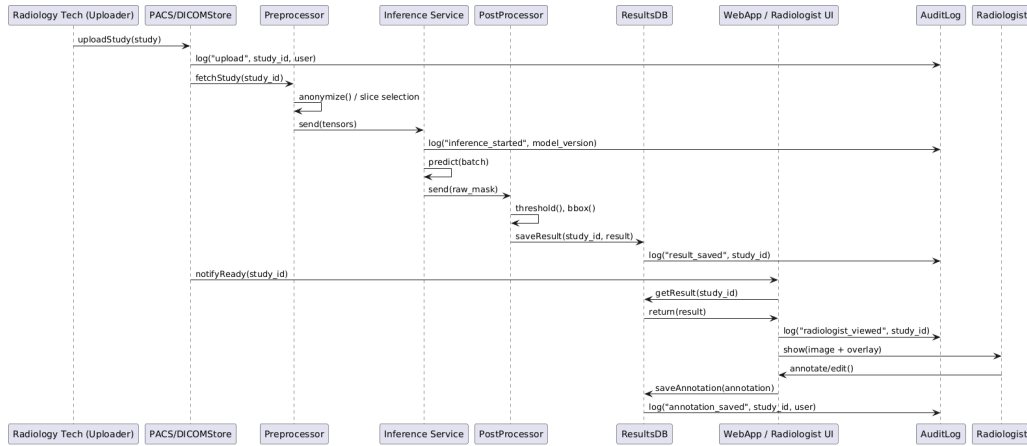 Radiology Tech (Uploader)
PACS/DICOMStore
Preprocessor
Inference Service
PostProcessor
ResultsDB
WebApp / Radiologist UI
AuditLog
Radiologist
uploadStudy(study)
log("upload", study_id, user)
fetchStudy(study_id)
anonymize() / slice selection
send(tensors)
log("inference_started", model_version)
predict(batch)
send(raw_mask)
threshold(), bbox()
saveResult(study_id, result)
log("result_saved", study_id)
notifyReady(study_id)
getResult(study_id)
return(result)
log("radiologist_viewed", study_id)
show(image + overlay)
annotate/edit()
saveAnnotation(annotation)
log("annotation_saved", study_id, user)
Radiology Tech (Uploader)
PACS/DICOMStore
Preprocessor
Inference Service
PostProcessor
ResultsDB
WebApp / Radiologist UI
AuditLog
Radiologist